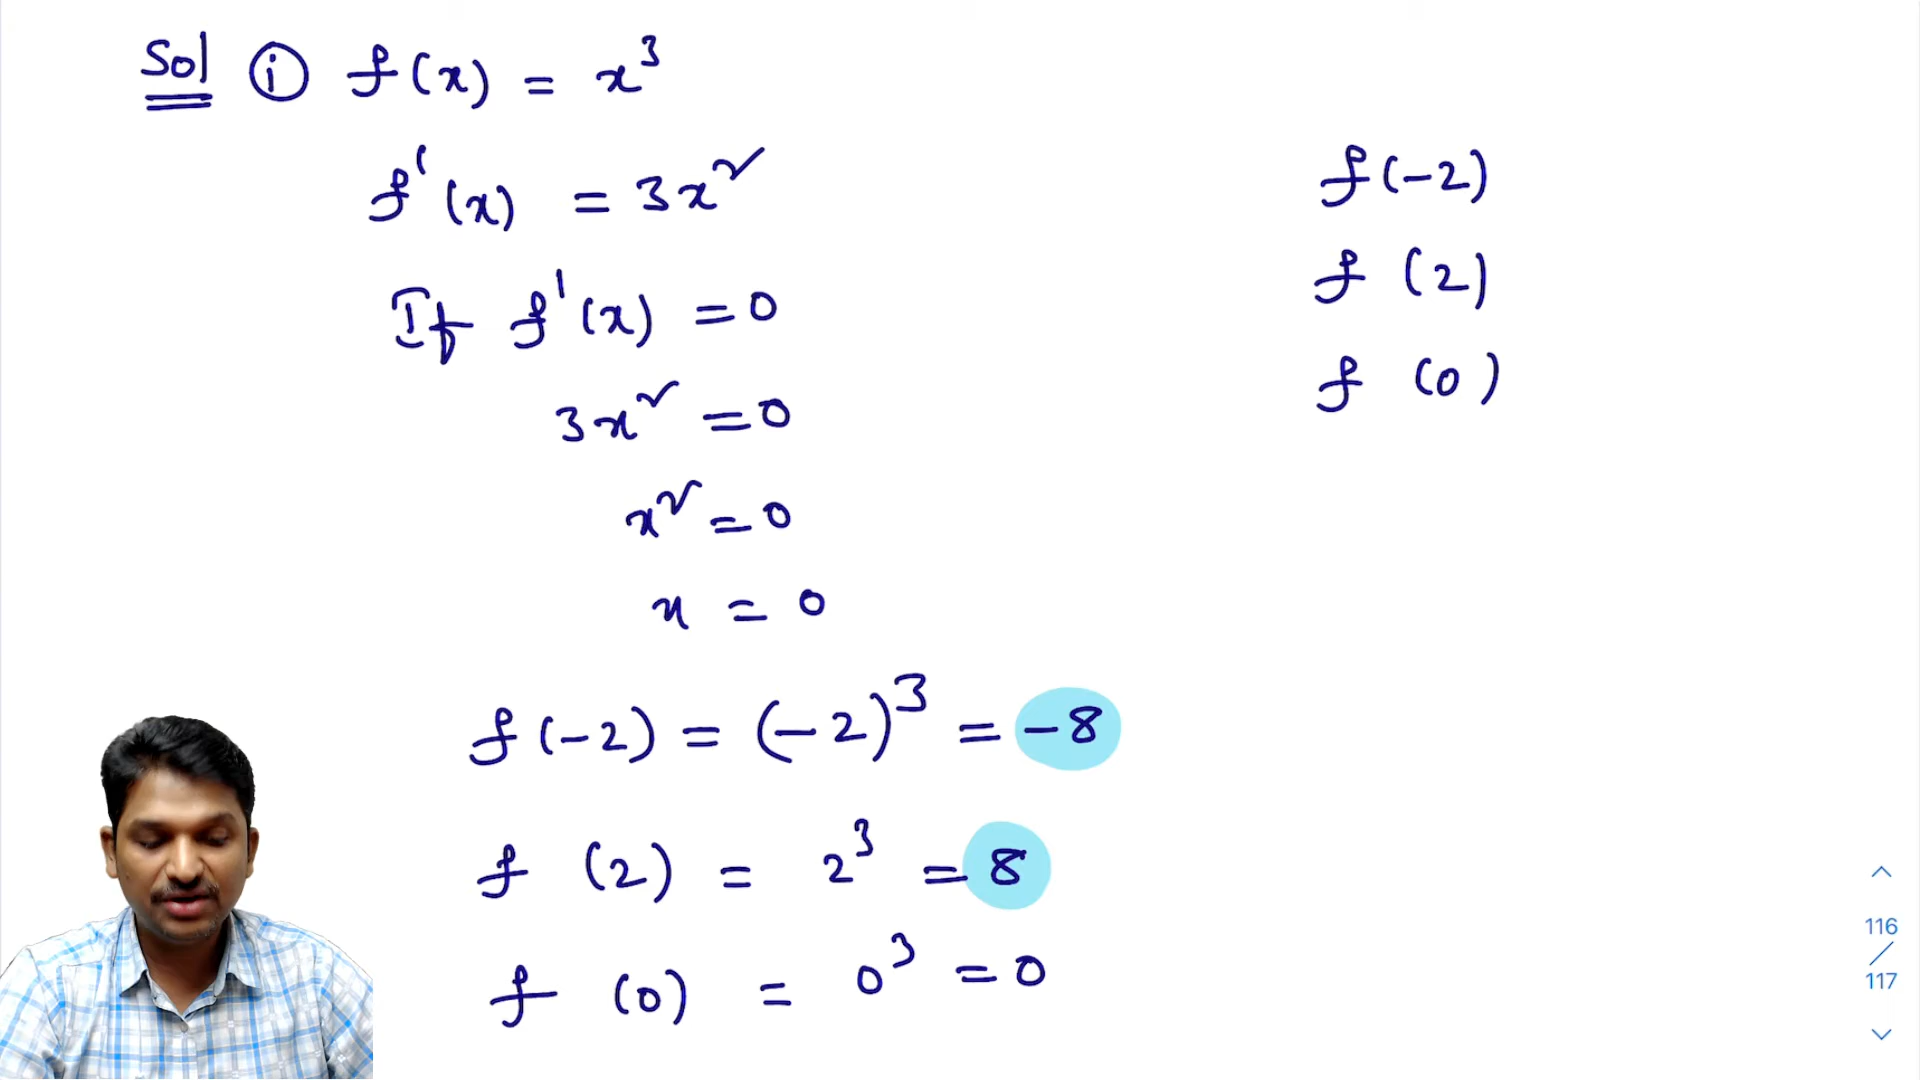 Sol (i) f(x) = x³
f'(x) = 3x²
If f'(x) = 0
3x² = 0
x² = 0
x = 0
f(-2) = (-2)³ = -8
f (2) = 2³ = 8
f (0) = 0³ = 0
f(-2)
f (2)
f (0)
116
/
117